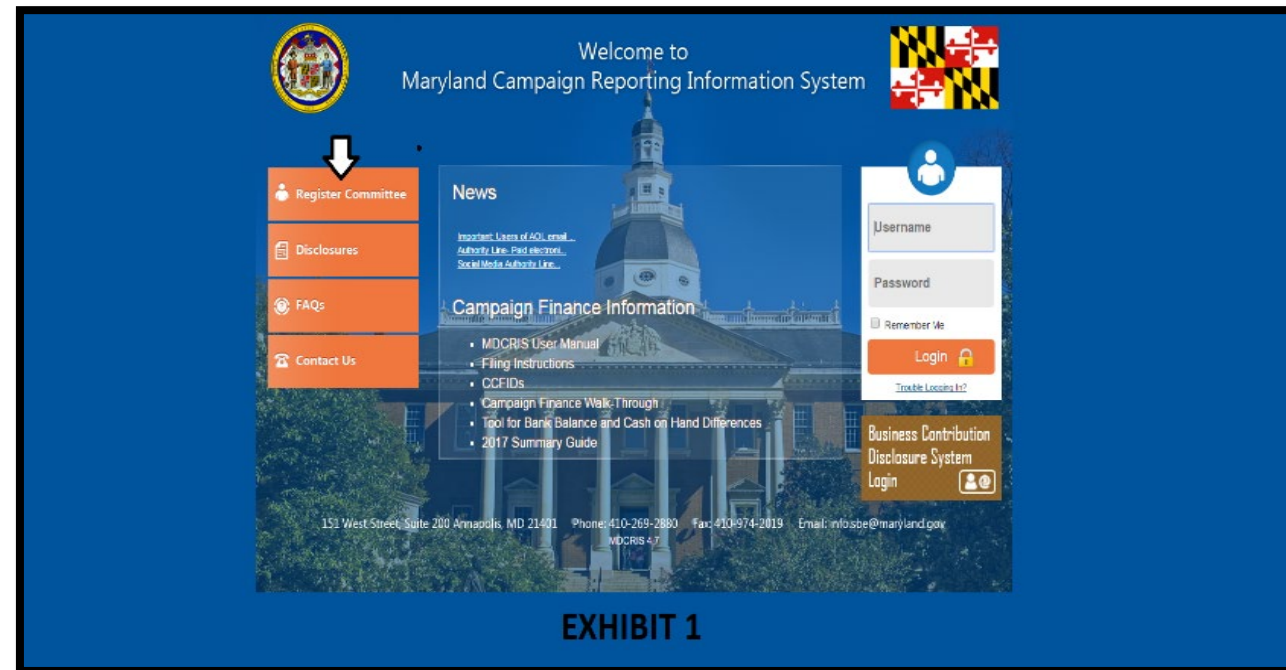 Welcome to
Maryland Campaign Reporting Information System
Register Committee
Disclosures
FAQs
Contact Us
News
Important: Users of AOL email ...
Authority Line- Paid electroni...
Social Media Authority Line...
Campaign Finance Information
MDCRIS User Manual
Filing Instructions
CCFIDs
Campaign Finance Walk-Through
Tool for Bank Balance and Cash on Hand Differences
2017 Summary Guide
Username
Password
Remember Me
Login
Trouble Logging In?
Business Contribution
Disclosure System
Login
151 West Street, Suite 200 Annapolis, MD 21401 Phone: 410-269-2880 Fax: 410-974-2019 Email: info.sbe@maryland.gov
MDCRIS 4.7
EXHIBIT 1